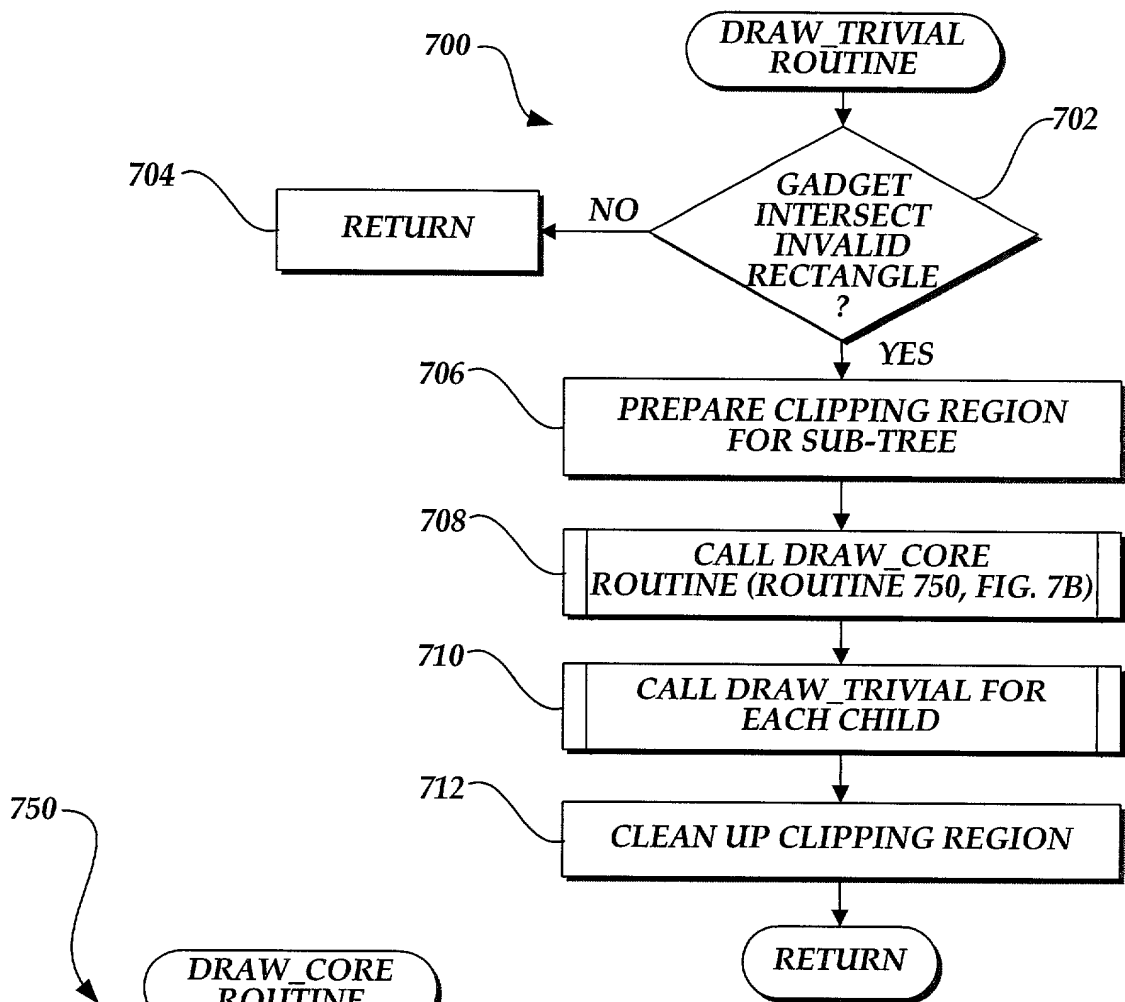 700
DRAW_TRIVIAL
ROUTINE
702
GADGET
INTERSECT
INVALID
RECTANGLE
?
NO
704
RETURN
YES
706
PREPARE CLIPPING REGION
FOR SUB-TREE
708
CALL DRAW_CORE
ROUTINE (ROUTINE 750, FIG. 7B)
710
CALL DRAW_TRIVIAL FOR
EACH CHILD
712
CLEAN UP CLIPPING REGION
RETURN
750
DRAW_CORE
ROUTINE